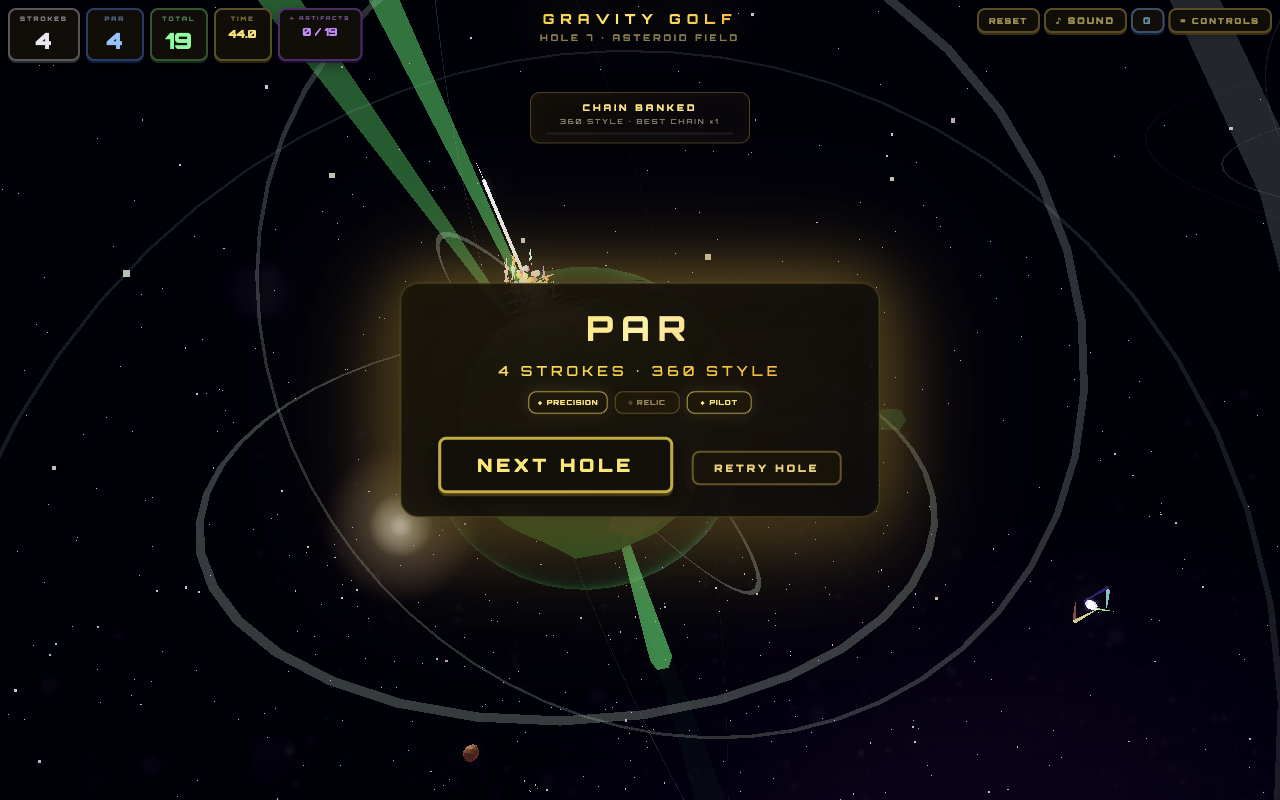 STROKES
4
PAR
4
TOTAL
19
TIME
44.0
✦ ARTIFACTS
0 / 19
GRAVITY GOLF
HOLE 7 · ASTEROID FIELD
RESET
♪ SOUND
G
≡ CONTROLS
CHAIN BANKED
360 STYLE · BEST CHAIN ×1
PAR
4 STROKES · 360 STYLE
◆ PRECISION
◇ RELIC
◆ PILOT
NEXT HOLE
RETRY HOLE